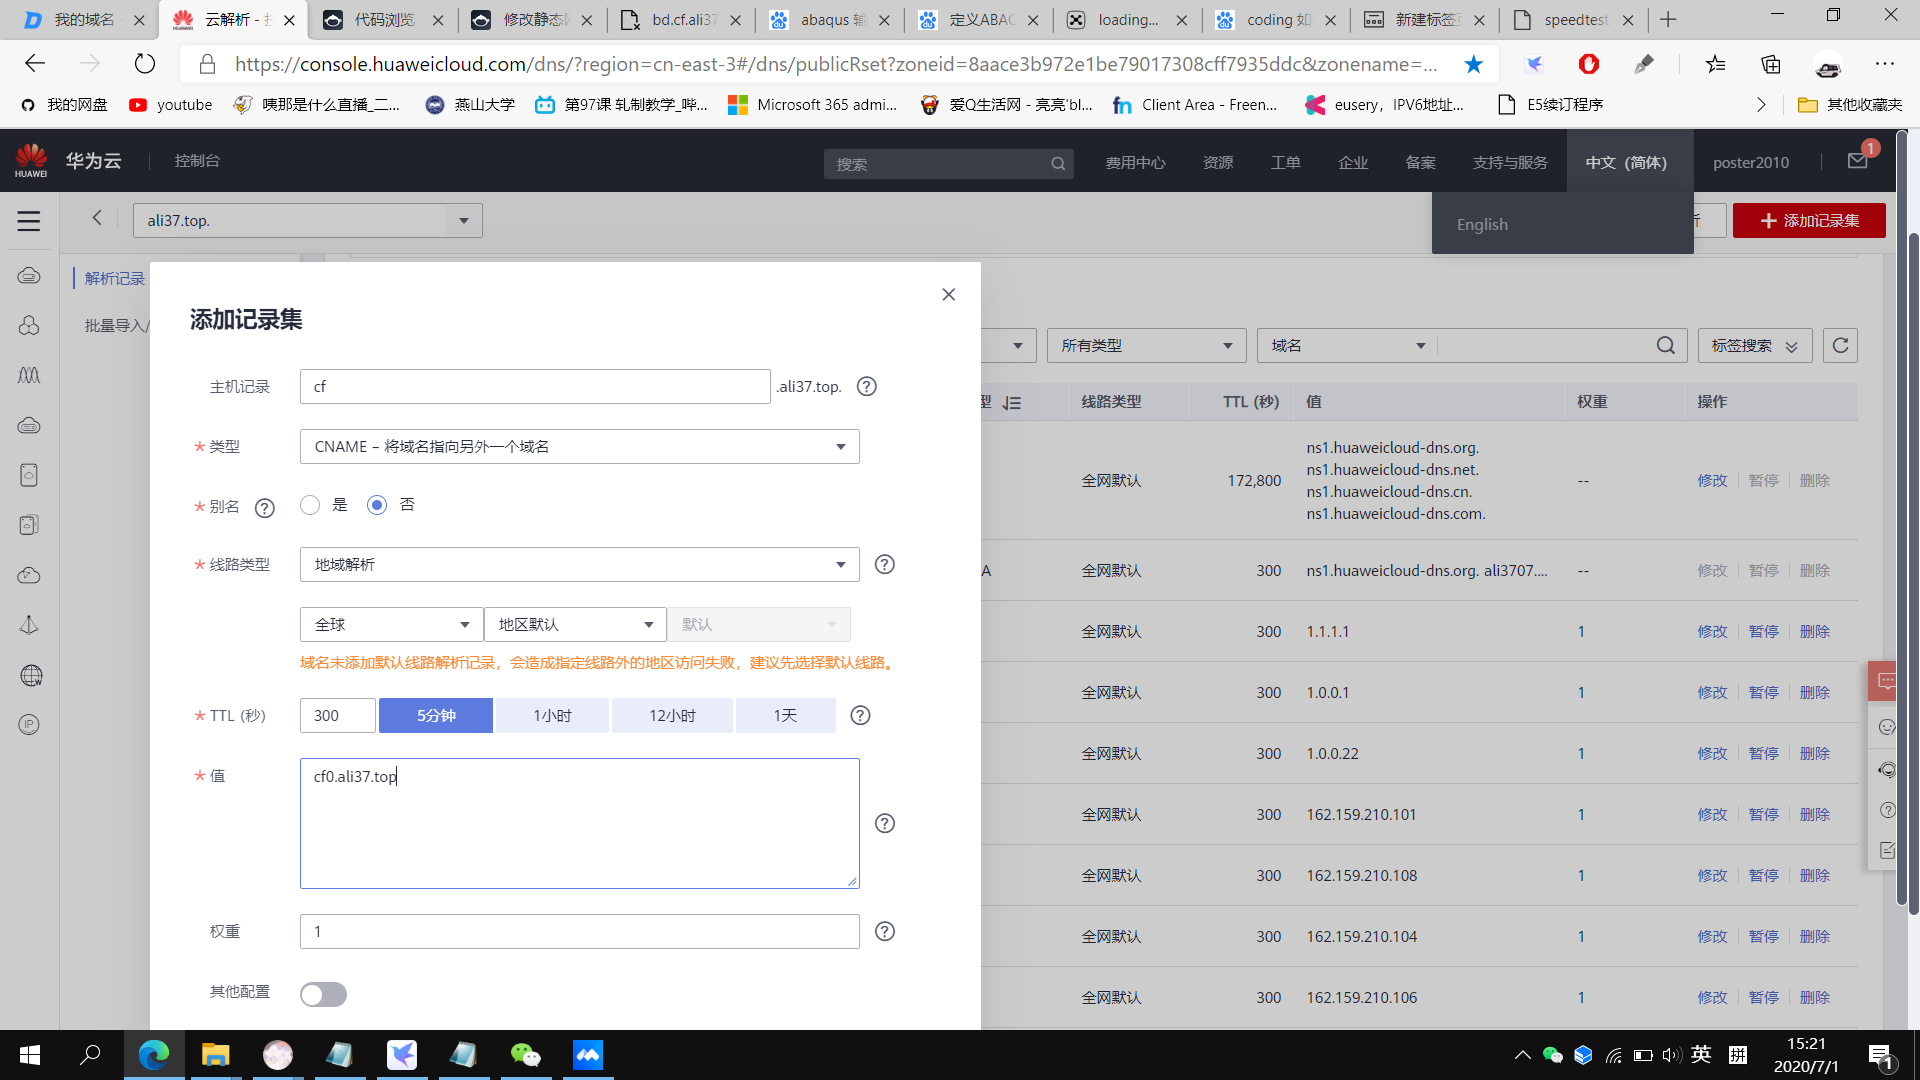 我的域名
云解析 - 
代码浏览
修改静态
bd.cf.ali37
abaqus 输
定义ABAC
loading...
coding 如
新建标签
speedtest.
https://console.huaweicloud.com/dns/?region=cn-east-3#/dns/publicRset?zoneid=8aace3b972e1be79017308cff7935ddc&zonename=...
我的网盘
youtube
咦那是什么直播_二...
燕山大学
第97课 轧制教学_哔...
Microsoft 365 admi...
爱Q生活网 - 亮亮'bl...
Client Area - Freen...
eusery，IPV6地址...
E5续订程序
其他收藏夹
HUAWEI
华为云
控制台
搜索
费用中心
资源
工单
企业
备案
支持与服务
中文（简体）
poster2010
1
English
ali37.top.
析
添加记录集
解析记录
批量导入/
添加记录集
主机记录
cf
.ali37.top.
* 类型
CNAME – 将域名指向另外一个域名
* 别名
是
否
* 线路类型
地域解析
全球
地区默认
默认
域名未添加默认线路解析记录，会造成指定线路外的地区访问失败，建议先选择默认线路。
* TTL (秒)
300
5分钟
1小时
12小时
1天
* 值
cf0.ali37.top
权重
1
其他配置
所有类型
域名
标签搜索
型
线路类型
TTL (秒)
值
权重
操作
全网默认
172,800
ns1.huaweicloud-dns.org.
ns1.huaweicloud-dns.net.
ns1.huaweicloud-dns.cn.
ns1.huaweicloud-dns.com.
--
修改 暂停 删除
A 全网默认 300 ns1.huaweicloud-dns.org. ali3707.... -- 修改 暂停 删除
全网默认 300 1.1.1.1 1 修改 暂停 删除
全网默认 300 1.0.0.1 1 修改 暂停 删除
全网默认 300 1.0.0.22 1 修改 暂停 删除
全网默认 300 162.159.210.101 1 修改 暂停 删除
全网默认 300 162.159.210.108 1 修改 暂停 删除
全网默认 300 162.159.210.104 1 修改 暂停 删除
全网默认 300 162.159.210.106 1 修改 暂停 删除
英
拼
15:21
2020/7/1
1